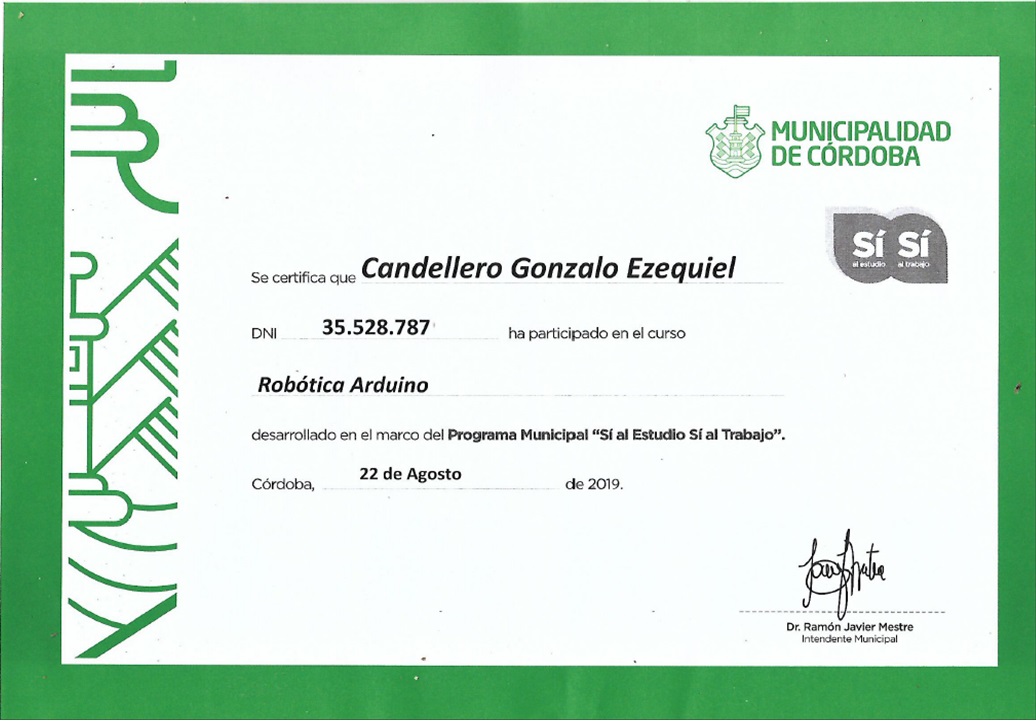 MUNICIPALIDAD
DE CÓRDOBA
Sí Sí
al estudio al trabajo
Se certifica que Candellero Gonzalo Ezequiel
DNI 35.528.787 ha participado en el curso
Robótica Arduino
desarrollado en el marco del Programa Municipal “Sí al Estudio Sí al Trabajo”.
Córdoba, 22 de Agosto de 2019.
Dr. Ramón Javier Mestre
Intendente Municipal